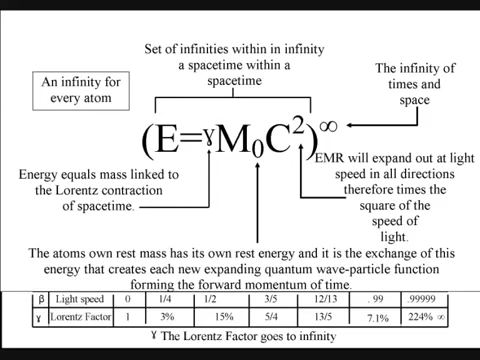 Set of infinities within in infinity
a spacetime within a
spacetime
An infinity for
every atom
The infinity of
times and
space
(E=ɣM₀C²)∞
Energy equals mass linked to
the Lorentz contraction
of spacetime.
EMR will expand out at light
speed in all directions
therefore times the
square of the
speed of
light.
The atoms own rest mass has its own rest energy and it is the exchange of this
energy that creates each new expanding quantum wave-particle function
forming the forward momentum of time.
β Light speed 0 1/4 1/2 3/5 12/13 . 99 .99999
ɣ Lorentz Factor 1 3% 15% 5/4 13/5 7.1% 224% ∞
ɣ The Lorentz Factor goes to infinity